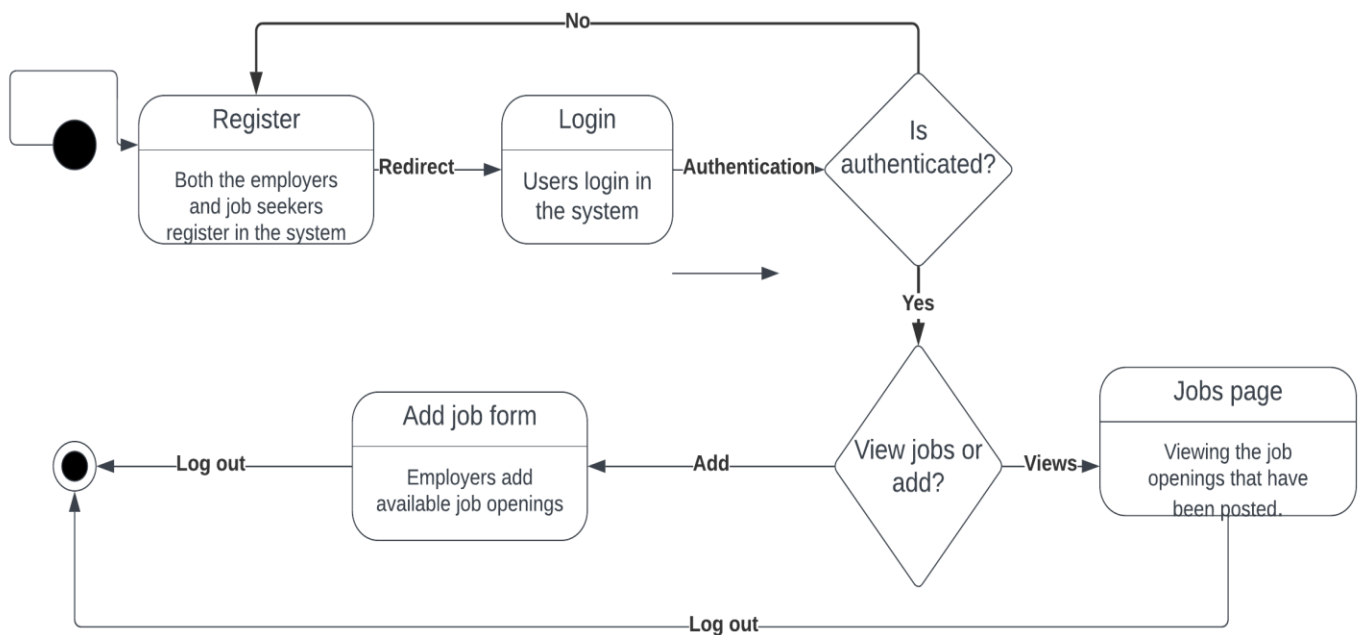 No
Register
Both the employers
and job seekers
register in the system
Redirect
Login
Users login in
the system
Authentication
Is
authenticated?
Yes
View jobs or
add?
Views
Jobs page
Viewing the job
openings that have
been posted.
Add
Add job form
Employers add
available job openings
Log out
Log out